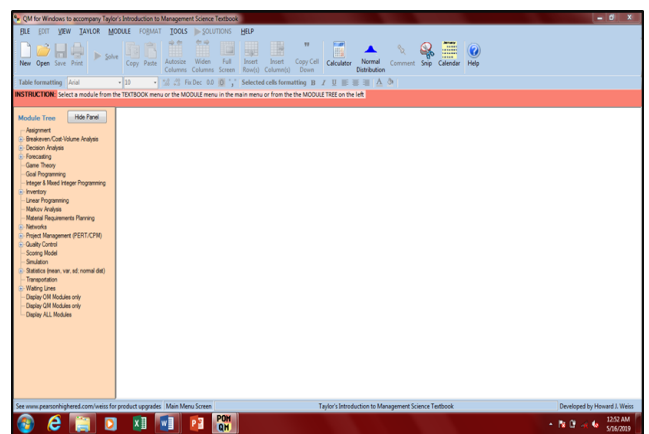 QM for Windows to accompany Taylor's Introduction to Management Science Textbook
FILE EDIT VIEW TAYLOR MODULE FORMAT TOOLS SOLUTIONS HELP
New Open Save Print Solve Copy Paste Autosize Columns Widen Columns Full Screen Insert Row(s) Insert Column(s) Copy Cell Down Calculator Normal Distribution Comment Snip Calendar Help
Table formatting Arial 10 Fix Dec 0.0 Selected cells formatting B I U
INSTRUCTION: Select a module from the TEXTBOOK menu or the MODULE menu in the main menu or from the the MODULE TREE on the left
Module Tree Hide Panel
Assignment
Breakeven/Cost-Volume Analysis
Decision Analysis
Forecasting
Game Theory
Goal Programming
Integer & Mixed Integer Programming
Inventory
Linear Programming
Markov Analysis
Material Requirements Planning
Networks
Project Management (PERT/CPM)
Quality Control
Scoring Model
Simulation
Statistics (mean, var, sd, normal dist)
Transportation
Waiting Lines
Display QM Modules only
Display OM Modules only
Display ALL Modules
See www.pearsonhighered.com/weiss for product upgrades Main Menu Screen Taylor's Introduction to Management Science Textbook Developed by Howard J. Weiss
POM
QM
12:52 AM
5/16/2019